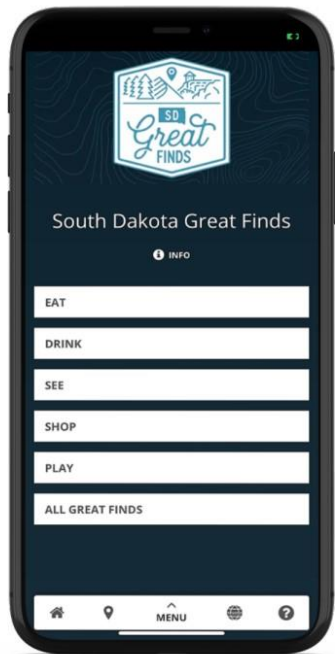 SD
Great
FINDS
South Dakota Great Finds
INFO
EAT
DRINK
SEE
SHOP
PLAY
ALL GREAT FINDS
MENU